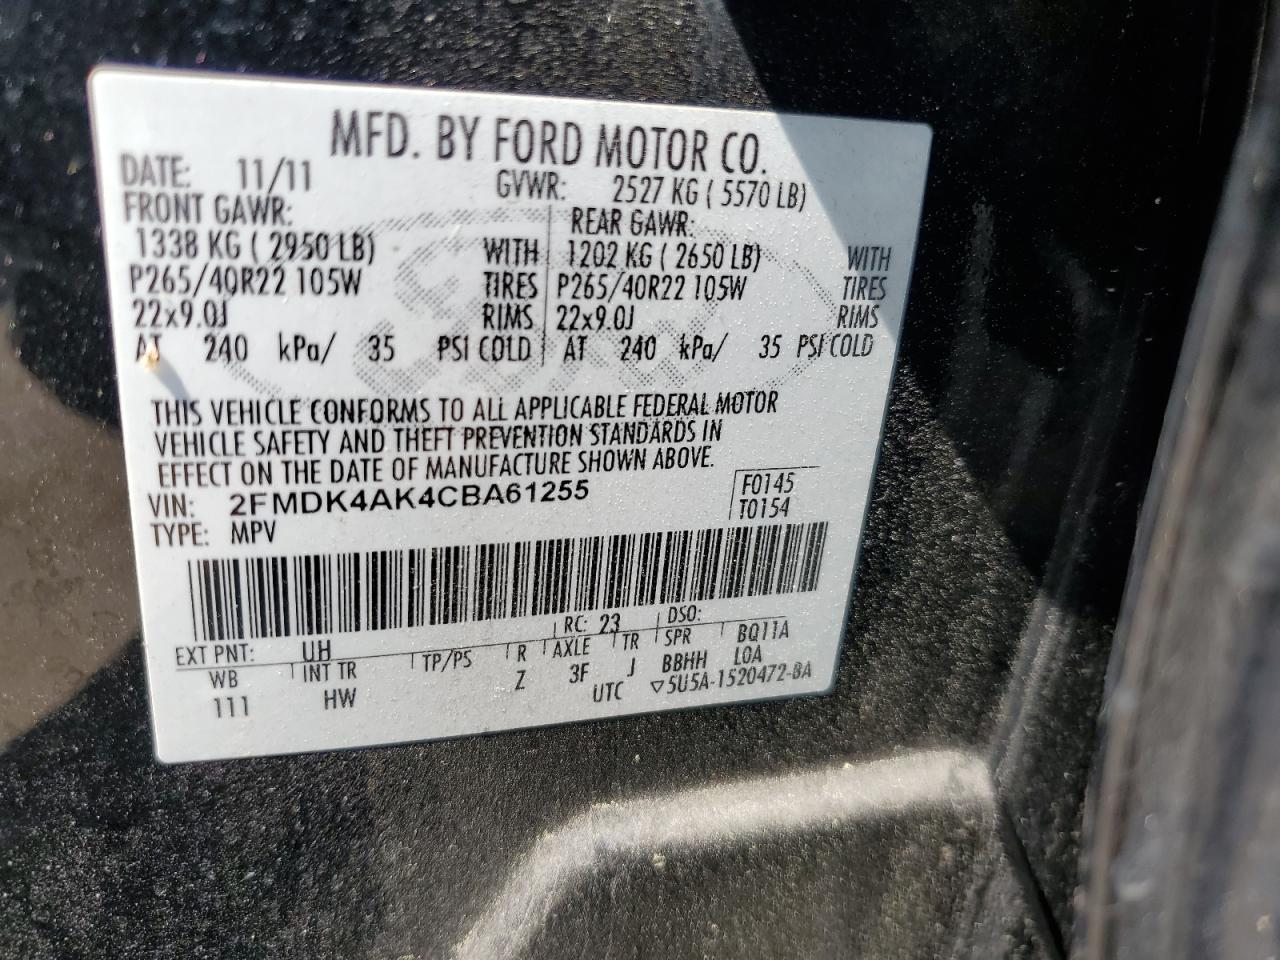 MFD. BY FORD MOTOR CO.
DATE: 11/11 GVWR: 2527 KG ( 5570 LB)
FRONT GAWR: REAR GAWR:
1338 KG ( 2950 LB) WITH 1202 KG ( 2650 LB) WITH
P265/40R22 105W TIRES P265/40R22 105W TIRES
22x9.0J RIMS 22x9.0J RIMS
AT 240 kPa/ 35 PSI COLD AT 240 kPa/ 35 PSI COLD
THIS VEHICLE CONFORMS TO ALL APPLICABLE FEDERAL MOTOR
VEHICLE SAFETY AND THEFT PREVENTION STANDARDS IN
EFFECT ON THE DATE OF MANUFACTURE SHOWN ABOVE.
VIN: 2FMDK4AK4CBA61255 F0145
TYPE: MPV T0154
EXT PNT: UH RC: 23 DSO:
WB INT TR TP/PS R AXLE TR SPR BQ11A
111 HW Z 3F J BBHH LOA
UTC ▽5U5A-1520472-BA